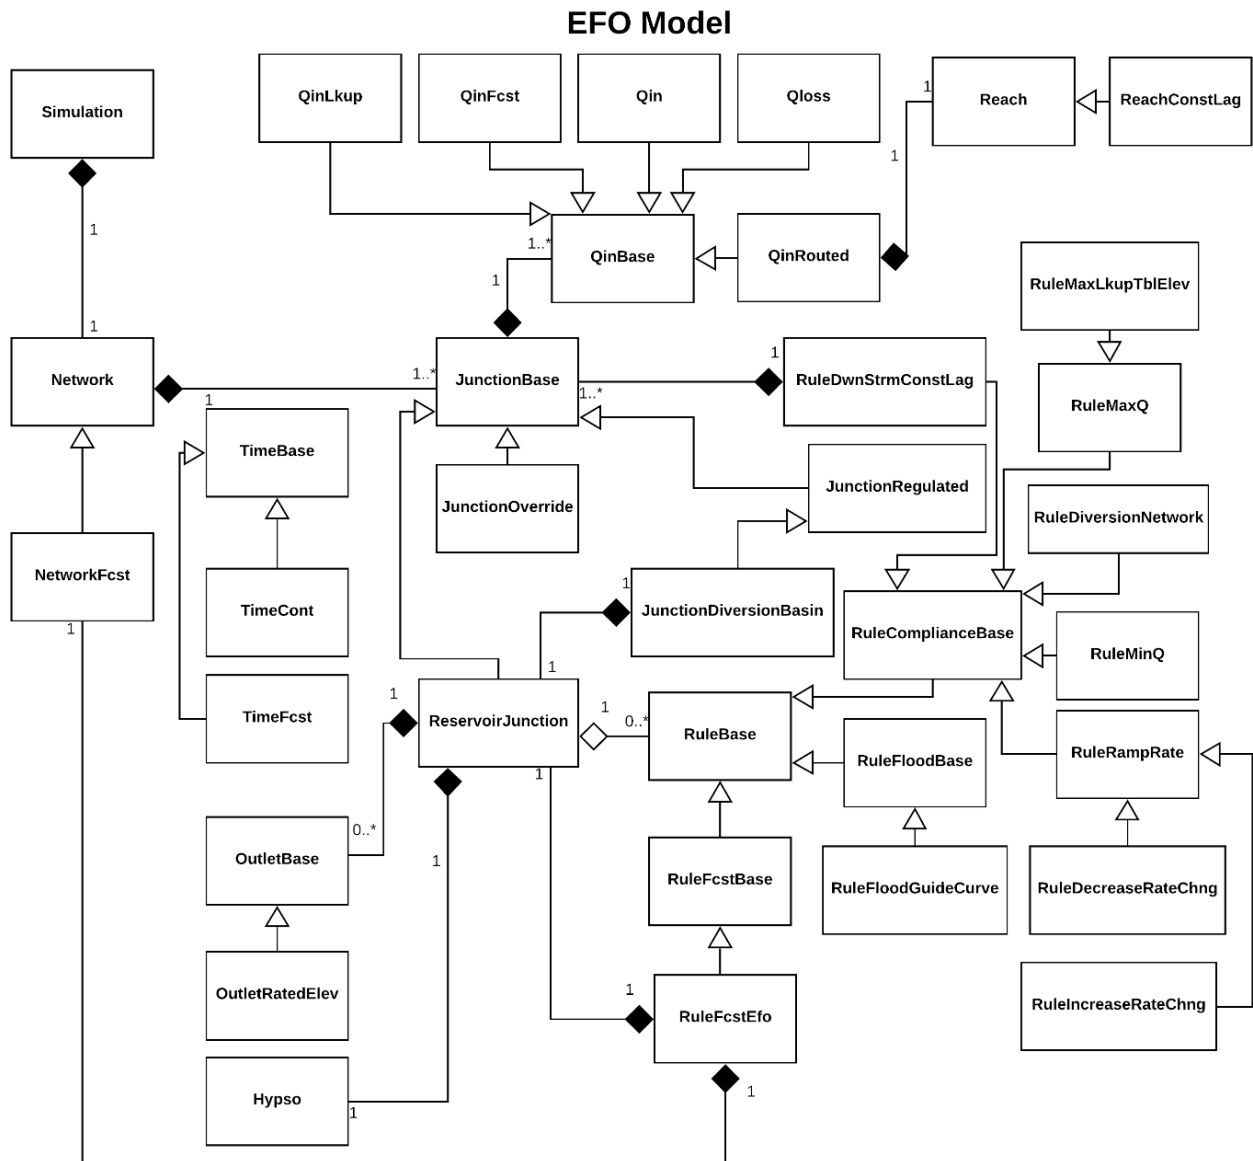 EFO Model
Simulation
QinLkup
QinFcst
Qin
Qloss
Reach
ReachConstLag
1
1
1
1..*
QinBase
QinRouted
1
RuleMaxLkupTblElev
1
1
Network
1..*
JunctionBase
1
RuleDwnStrmConstLag
1..*
RuleMaxQ
1
TimeBase
JunctionOverride
JunctionRegulated
RuleDiversionNetwork
NetworkFcst
1
TimeCont
1
JunctionDiversionBasin
RuleComplianceBase
RuleMinQ
1
TimeFcst
1
ReservoirJunction
1
0..*
RuleBase
RuleFloodBase
RuleRampRate
1
0..*
OutletBase
1
RuleFcstBase
RuleFloodGuideCurve
RuleDecreaseRateChng
OutletRatedElev
1
RuleFcstEfo
RuleIncreaseRateChng
Hypso
1
1